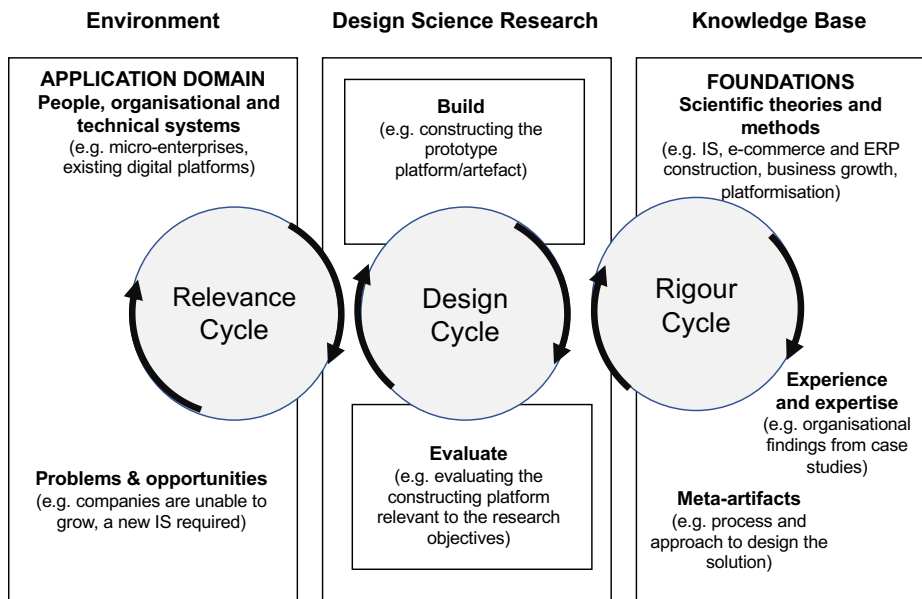 Environment
APPLICATION DOMAIN
People, organisational and
technical systems
(e.g. micro-enterprises,
existing digital platforms)
Relevance
Cycle
Problems & opportunities
(e.g. companies are unable to
grow, a new IS required)
Design Science Research
Build
(e.g. constructing the
prototype
platform/artefact)
Design
Cycle
Evaluate
(e.g. evaluating the
constructing platform
relevant to the research
objectives)
Knowledge Base
FOUNDATIONS
Scientific theories and
methods
(e.g. IS, e-commerce and ERP
construction, business growth,
platformisation)
Rigour
Cycle
Experience
and expertise
(e.g. organisational
findings from case
studies)
Meta-artifacts
(e.g. process and
approach to design the
solution)